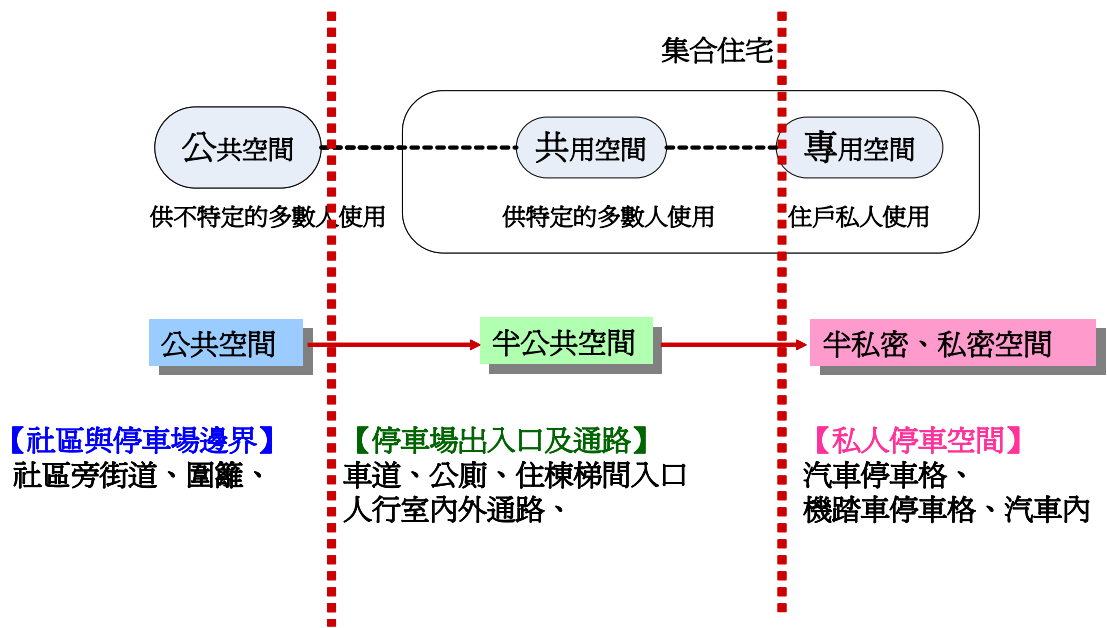 集合住宅
公共空間
共用空間
專用空間
供不特定的多數人使用
供特定的多數人使用
住戶私人使用
公共空間
半公共空間
半私密、私密空間
【社區與停車場邊界】
社區旁街道、圍籬、
【停車場出入口及通路】
車道、公廁、住棟梯間入口
人行室內外通路、
【私人停車空間】
汽車停車格、
機踏車停車格、汽車內